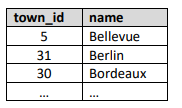 town_id name
5 Bellevue
31 Berlin
30 Bordeaux
… …